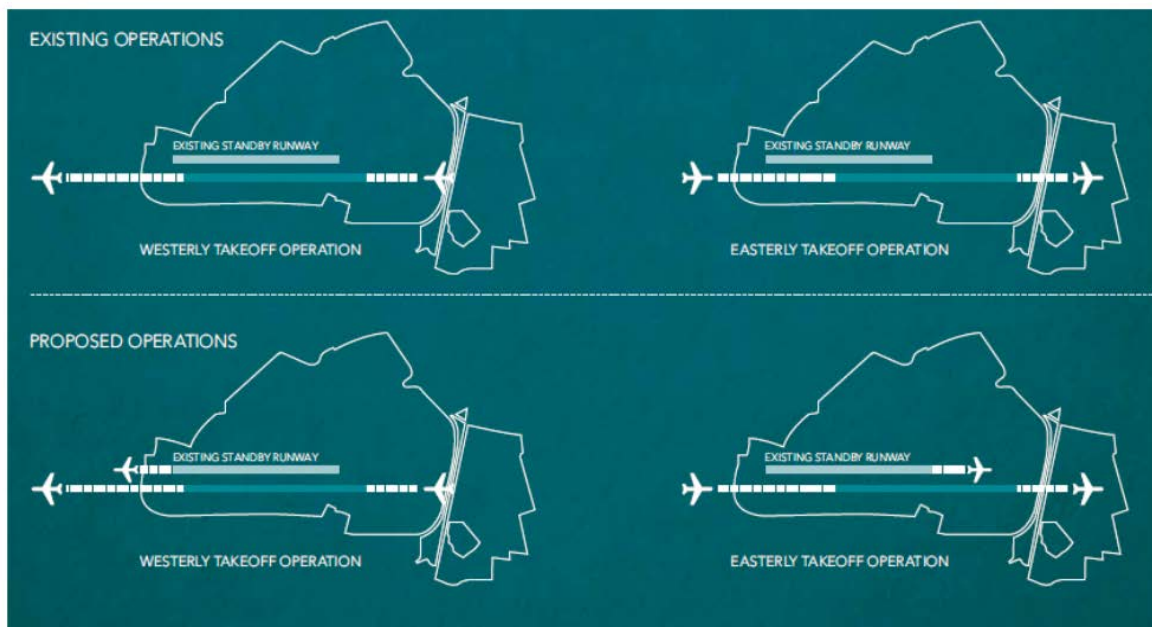 EXISTING OPERATIONS
EXISTING STANDBY RUNWAY
EXISTING STANDBY RUNWAY
WESTERLY TAKEOFF OPERATION
EASTERLY TAKEOFF OPERATION
PROPOSED OPERATIONS
EXISTING STANDBY RUNWAY
EXISTING STANDBY RUNWAY
WESTERLY TAKEOFF OPERATION
EASTERLY TAKEOFF OPERATION